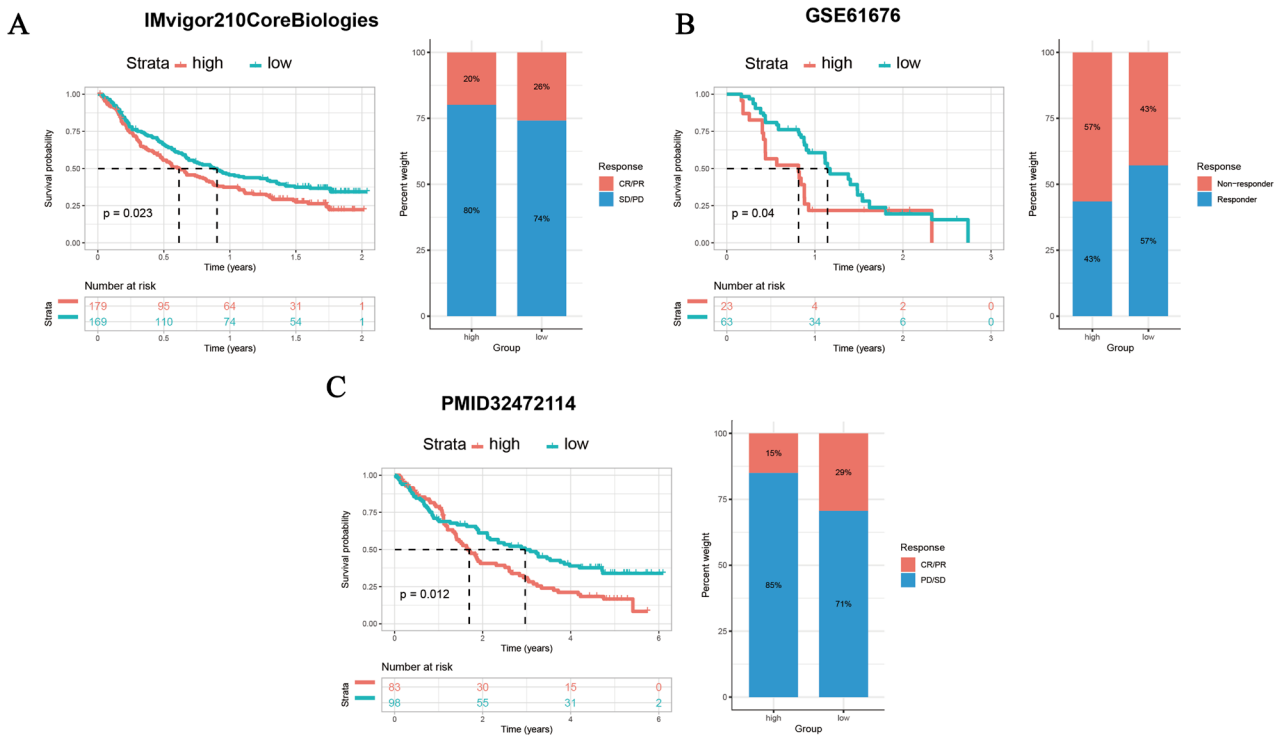 A
IMvigor210CoreBiologies
Strata high low
Survival probability
1.00
0.75
0.50
0.25
0.00
p = 0.023
0 0.5 1 1.5 2
Time (years)
Number at risk
Strata
179 95 64 31 1
169 110 74 54 1
0 0.5 1 1.5 2
Time (years)
Percent weight
100
75
50
25
0
20%
26%
80%
74%
high low
Group
Response
CR/PR
SD/PD
B
GSE61676
Strata high low
Survival probability
1.00
0.75
0.50
0.25
0.00
p = 0.04
0 1 2 3
Time (years)
Number at risk
Strata
23 4 2 0
63 34 6 0
0 1 2 3
Time (years)
Percent weight
100
75
50
25
0
57%
43%
43%
57%
high low
Group
Response
Non-responder
Responder
C
PMID32472114
Strata high low
Survival probability
1.00
0.75
0.50
0.25
0.00
p = 0.012
0 2 4 6
Time (years)
Number at risk
Strata
83 30 15 0
98 55 31 2
0 2 4 6
Time (years)
Percent weight
100
75
50
25
0
15%
29%
85%
71%
high low
Group
Response
CR/PR
PD/SD